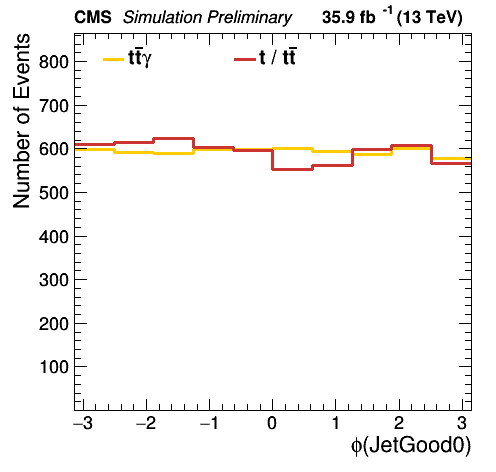 CMS Simulation Preliminary 35.9 fb⁻¹ (13 TeV)
tt̄γ t / tt̄
Number of Events
800
700
600
500
400
300
200
100
−3 −2 −1 0 1 2 3
ϕ(JetGood0)